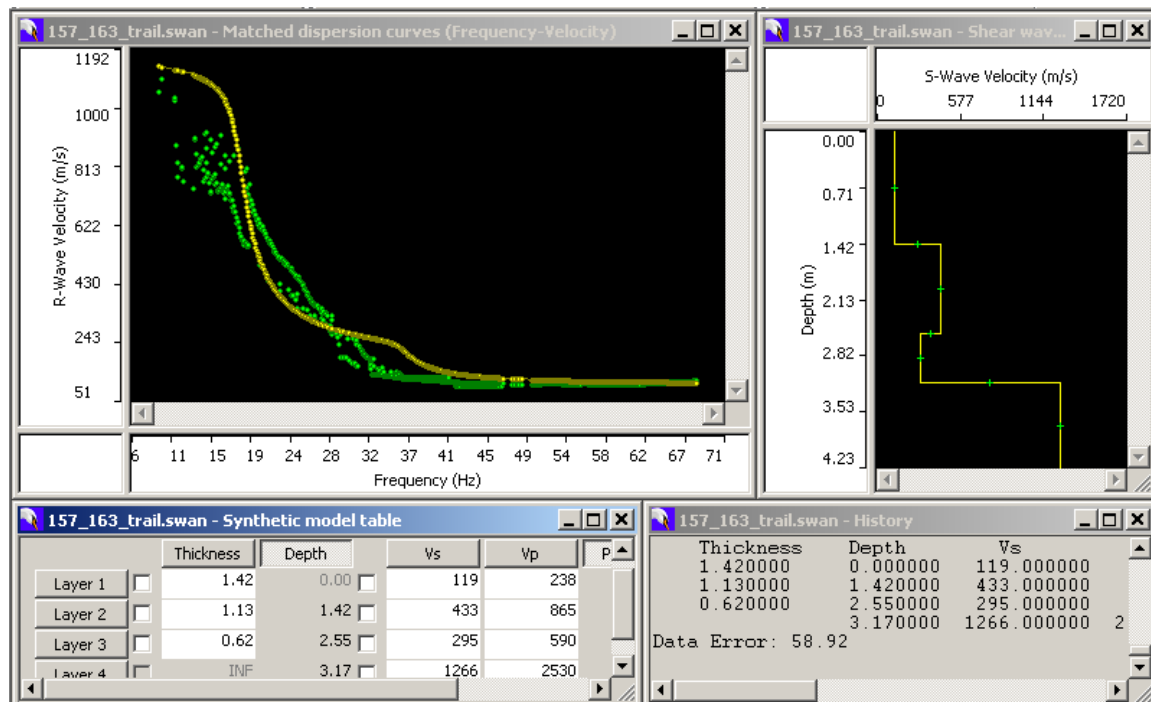 157_163_trail.swan - Matched dispersion curves (Frequency-Velocity)
R-Wave Velocity (m/s)
1192
1000
813
622
430
243
51
6 11 15 19 24 28 32 37 41 45 49 54 58 62 67 71
Frequency (Hz)
157_163_trail.swan - Shear wav...
S-Wave Velocity (m/s)
0 577 1144 1720
Depth (m)
0.00
0.71
1.42
2.13
2.82
3.53
4.23
157_163_trail.swan - Synthetic model table
Thickness Depth Vs Vp P
Layer 1 1.42 0.00 119 238
Layer 2 1.13 1.42 433 865
Layer 3 0.62 2.55 295 590
Layer 4 INF 3.17 1266 2530
157_163_trail.swan - History
Thickness Depth Vs
1.420000 0.000000 119.000000
1.130000 1.420000 433.000000
0.620000 2.550000 295.000000
3.170000 1266.000000 2
Data Error: 58.92